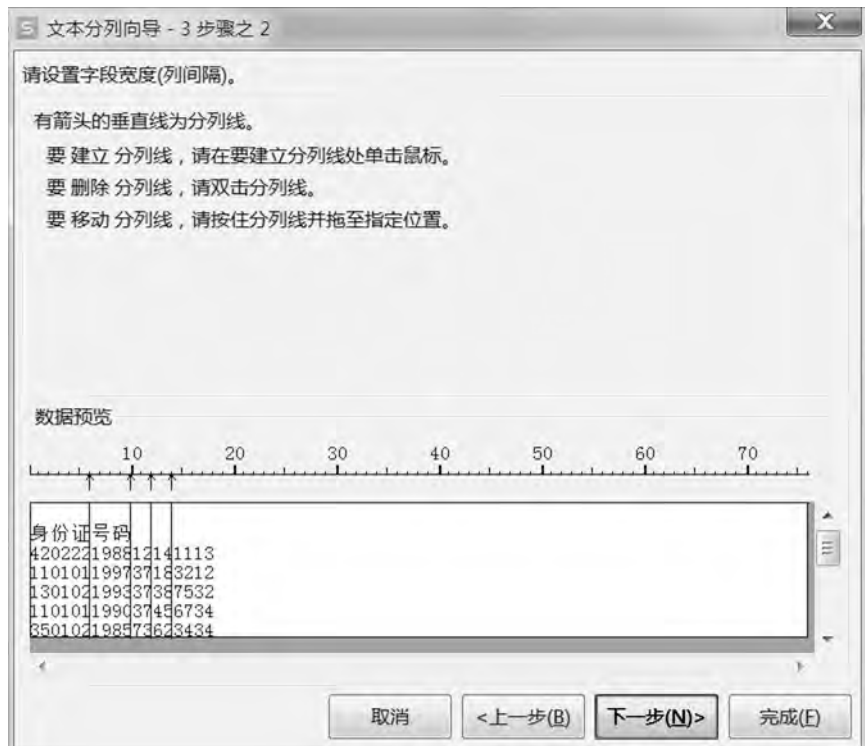 文本分列向导 - 3 步骤之 2
请设置字段宽度(列间隔)。
有箭头的垂直线为分列线。
要 建立 分列线，请在要建立分列线处单击鼠标。
要 删除 分列线，请双击分列线。
要 移动 分列线，请按住分列线并拖至指定位置。
数据预览
10 20 30 40 50 60 70
身份证号码
420222198812141113
110101199737183212
130102199337387532
110101199037456734
350102198573623434
取消 <上一步(B) 下一步(N)> 完成(F)